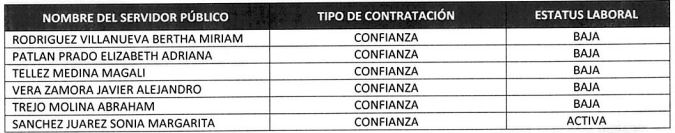 NOMBRE DEL SERVIDOR PÚBLICO TIPO DE CONTRATACIÓN ESTATUS LABORAL
RODRIGUEZ VILLANUEVA BERTHA MIRIAM CONFIANZA BAJA
PATLAN PRADO ELIZABETH ADRIANA CONFIANZA BAJA
TELLEZ MEDINA MAGALI CONFIANZA BAJA
VERA ZAMORA JAVIER ALEJANDRO CONFIANZA BAJA
TREJO MOLINA ABRAHAM CONFIANZA BAJA
SANCHEZ JUAREZ SONIA MARGARITA CONFIANZA ACTIVA